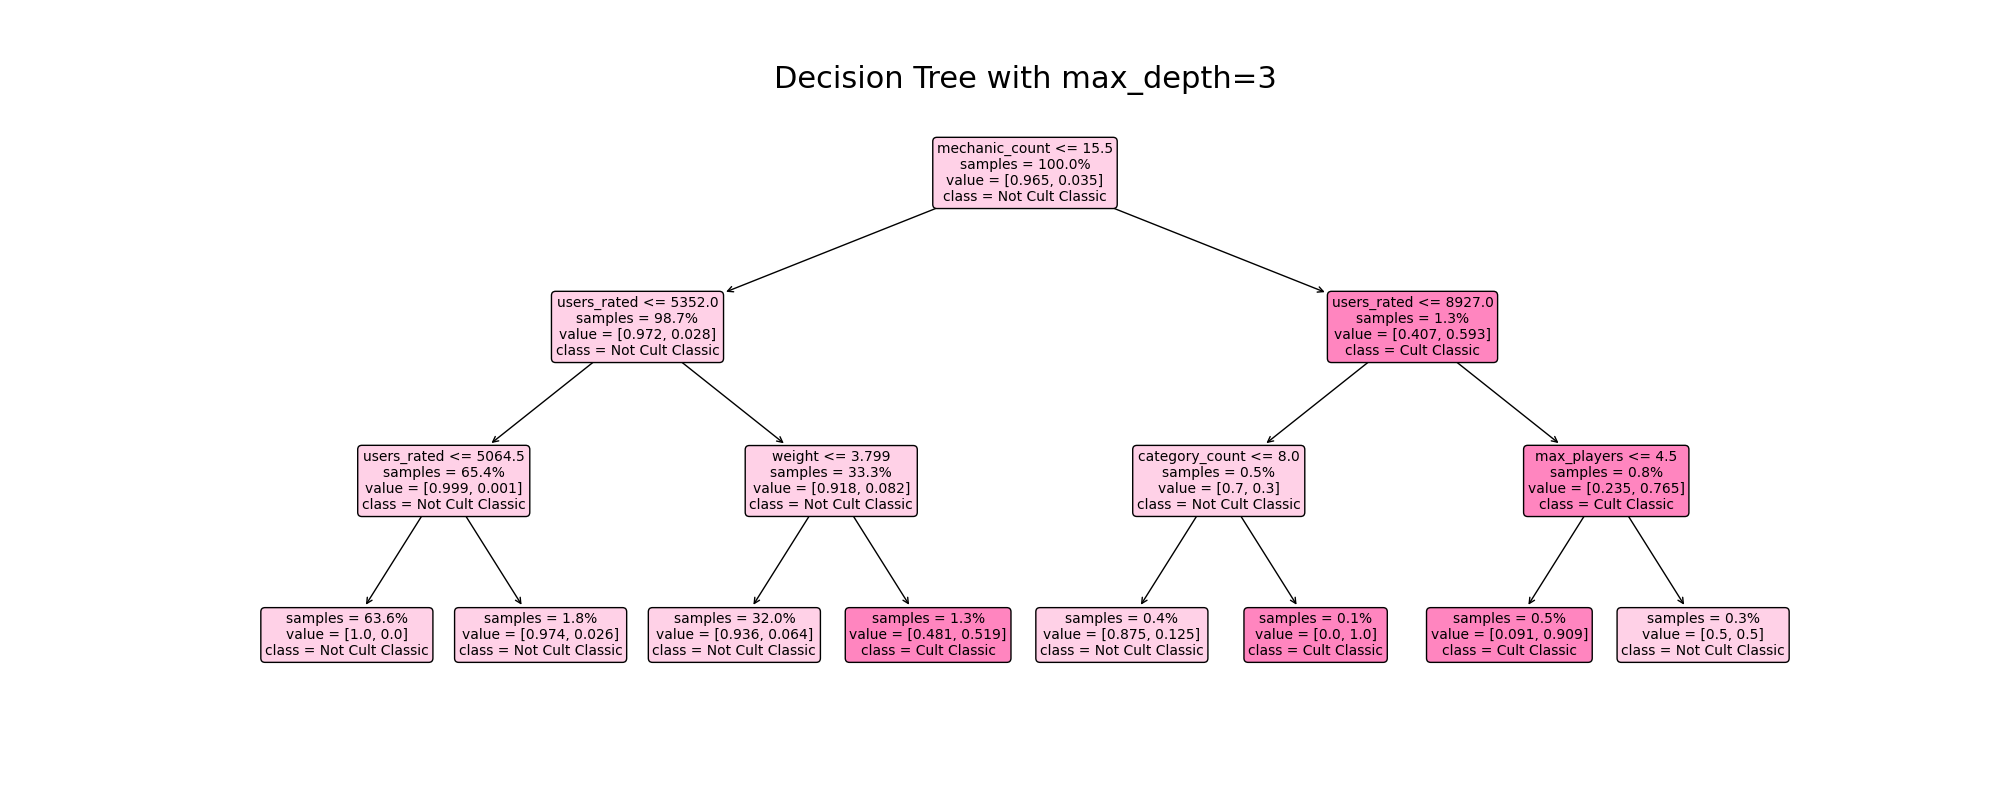 Decision Tree with max_depth=3
mechanic_count <= 15.5
samples = 100.0%
value = [0.965, 0.035]
class = Not Cult Classic
users_rated <= 5352.0
samples = 98.7%
value = [0.972, 0.028]
class = Not Cult Classic
users_rated <= 8927.0
samples = 1.3%
value = [0.407, 0.593]
class = Cult Classic
users_rated <= 5064.5
samples = 65.4%
value = [0.999, 0.001]
class = Not Cult Classic
weight <= 3.799
samples = 33.3%
value = [0.918, 0.082]
class = Not Cult Classic
category_count <= 8.0
samples = 0.5%
value = [0.7, 0.3]
class = Not Cult Classic
max_players <= 4.5
samples = 0.8%
value = [0.235, 0.765]
class = Cult Classic
samples = 63.6%
value = [1.0, 0.0]
class = Not Cult Classic
samples = 1.8%
value = [0.974, 0.026]
class = Not Cult Classic
samples = 32.0%
value = [0.936, 0.064]
class = Not Cult Classic
samples = 1.3%
value = [0.481, 0.519]
class = Cult Classic
samples = 0.4%
value = [0.875, 0.125]
class = Not Cult Classic
samples = 0.1%
value = [0.0, 1.0]
class = Cult Classic
samples = 0.5%
value = [0.091, 0.909]
class = Cult Classic
samples = 0.3%
value = [0.5, 0.5]
class = Not Cult Classic